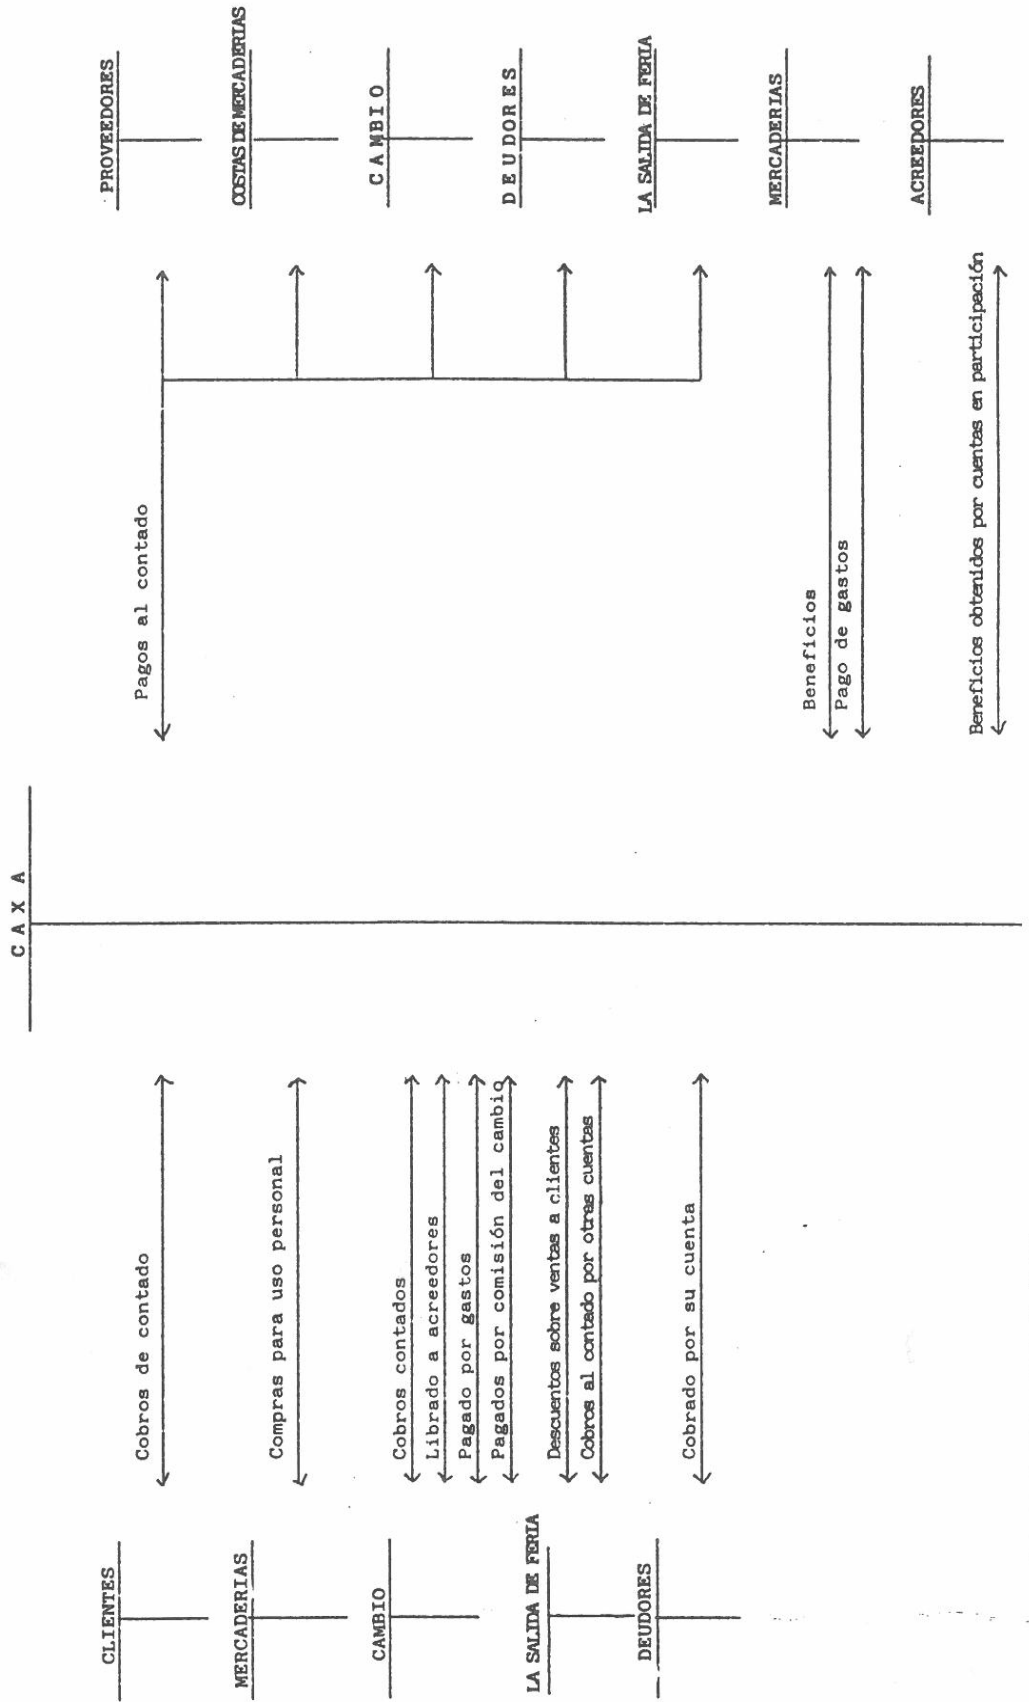 C A X A
CLIENTES
Cobros de contado
MERCADERIAS
Compras para uso personal
CAMBIO
Cobros contados
Librado a acreedores
Pagado por gastos
Pagados por comisión del cambio
LA SALIDA DE FERIA
Descuentos sobre ventas a clientes
Cobros al contado por otras cuentas
DEUDORES
Cobrado por su cuenta
Pagos al contado
PROVEEDORES
COSTAS DE MERCADERIAS
C A M B I O
D E U D O R E S
LA SALIDA DE FERIA
Beneficios
Pago de gastos
MERCADERIAS
Beneficios obtenidos por cuentas en participación
ACREEDORES